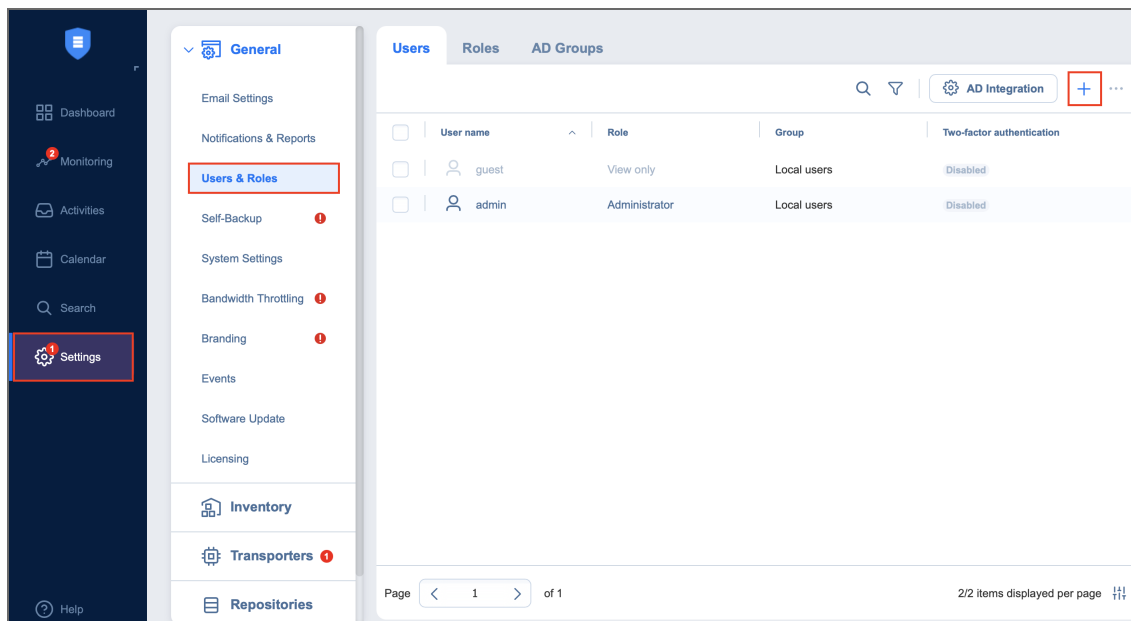 Dashboard
2
Monitoring
Activities
Calendar
Search
1
Settings
Help
General
Email Settings
Notifications & Reports
Users & Roles
Self-Backup !
System Settings
Bandwidth Throttling !
Branding !
Events
Software Update
Licensing
Inventory
Transporters 1
Repositories
Users Roles AD Groups
AD Integration + ...
User name Role Group Two-factor authentication
guest View only Local users Disabled
admin Administrator Local users Disabled
Page < 1 > of 1 2/2 items displayed per page